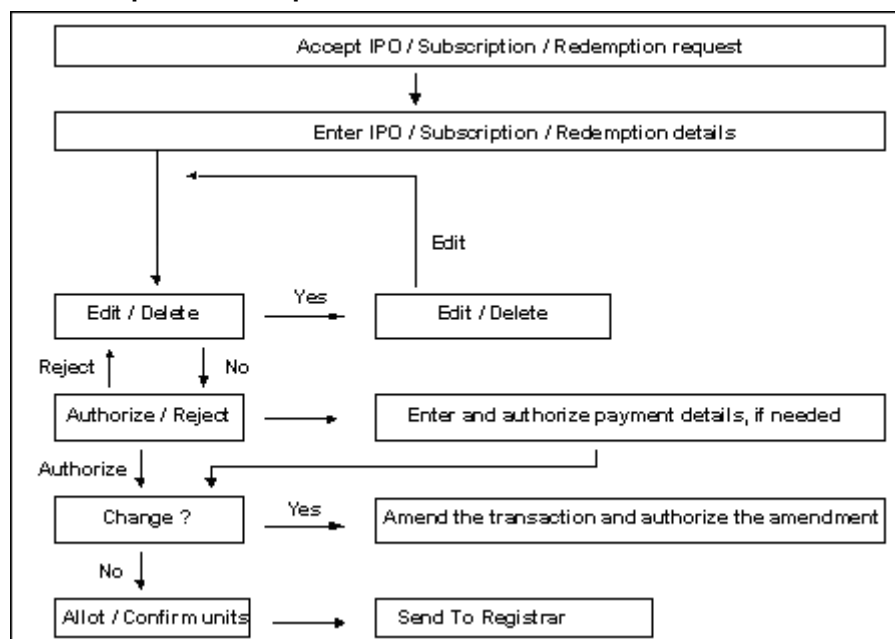 Accept IPO / Subscription / Redemption request
Enter IPO / Subscription / Redemption details
Edit
Edit / Delete
Yes
Edit / Delete
Reject
No
Authorize / Reject
Enter and authorize payment details, if needed
Authorize
Change ?
Yes
Amend the transaction and authorize the amendment
No
Allot / Confirm units
Send To Registrar